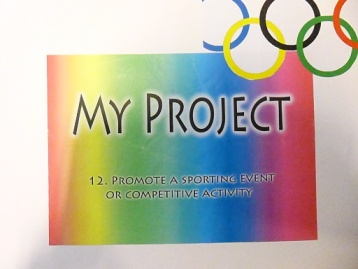 MY PROJECT
12. PROMOTE A SPORTING EVENT
OR COMPETITIVE ACTIVITY